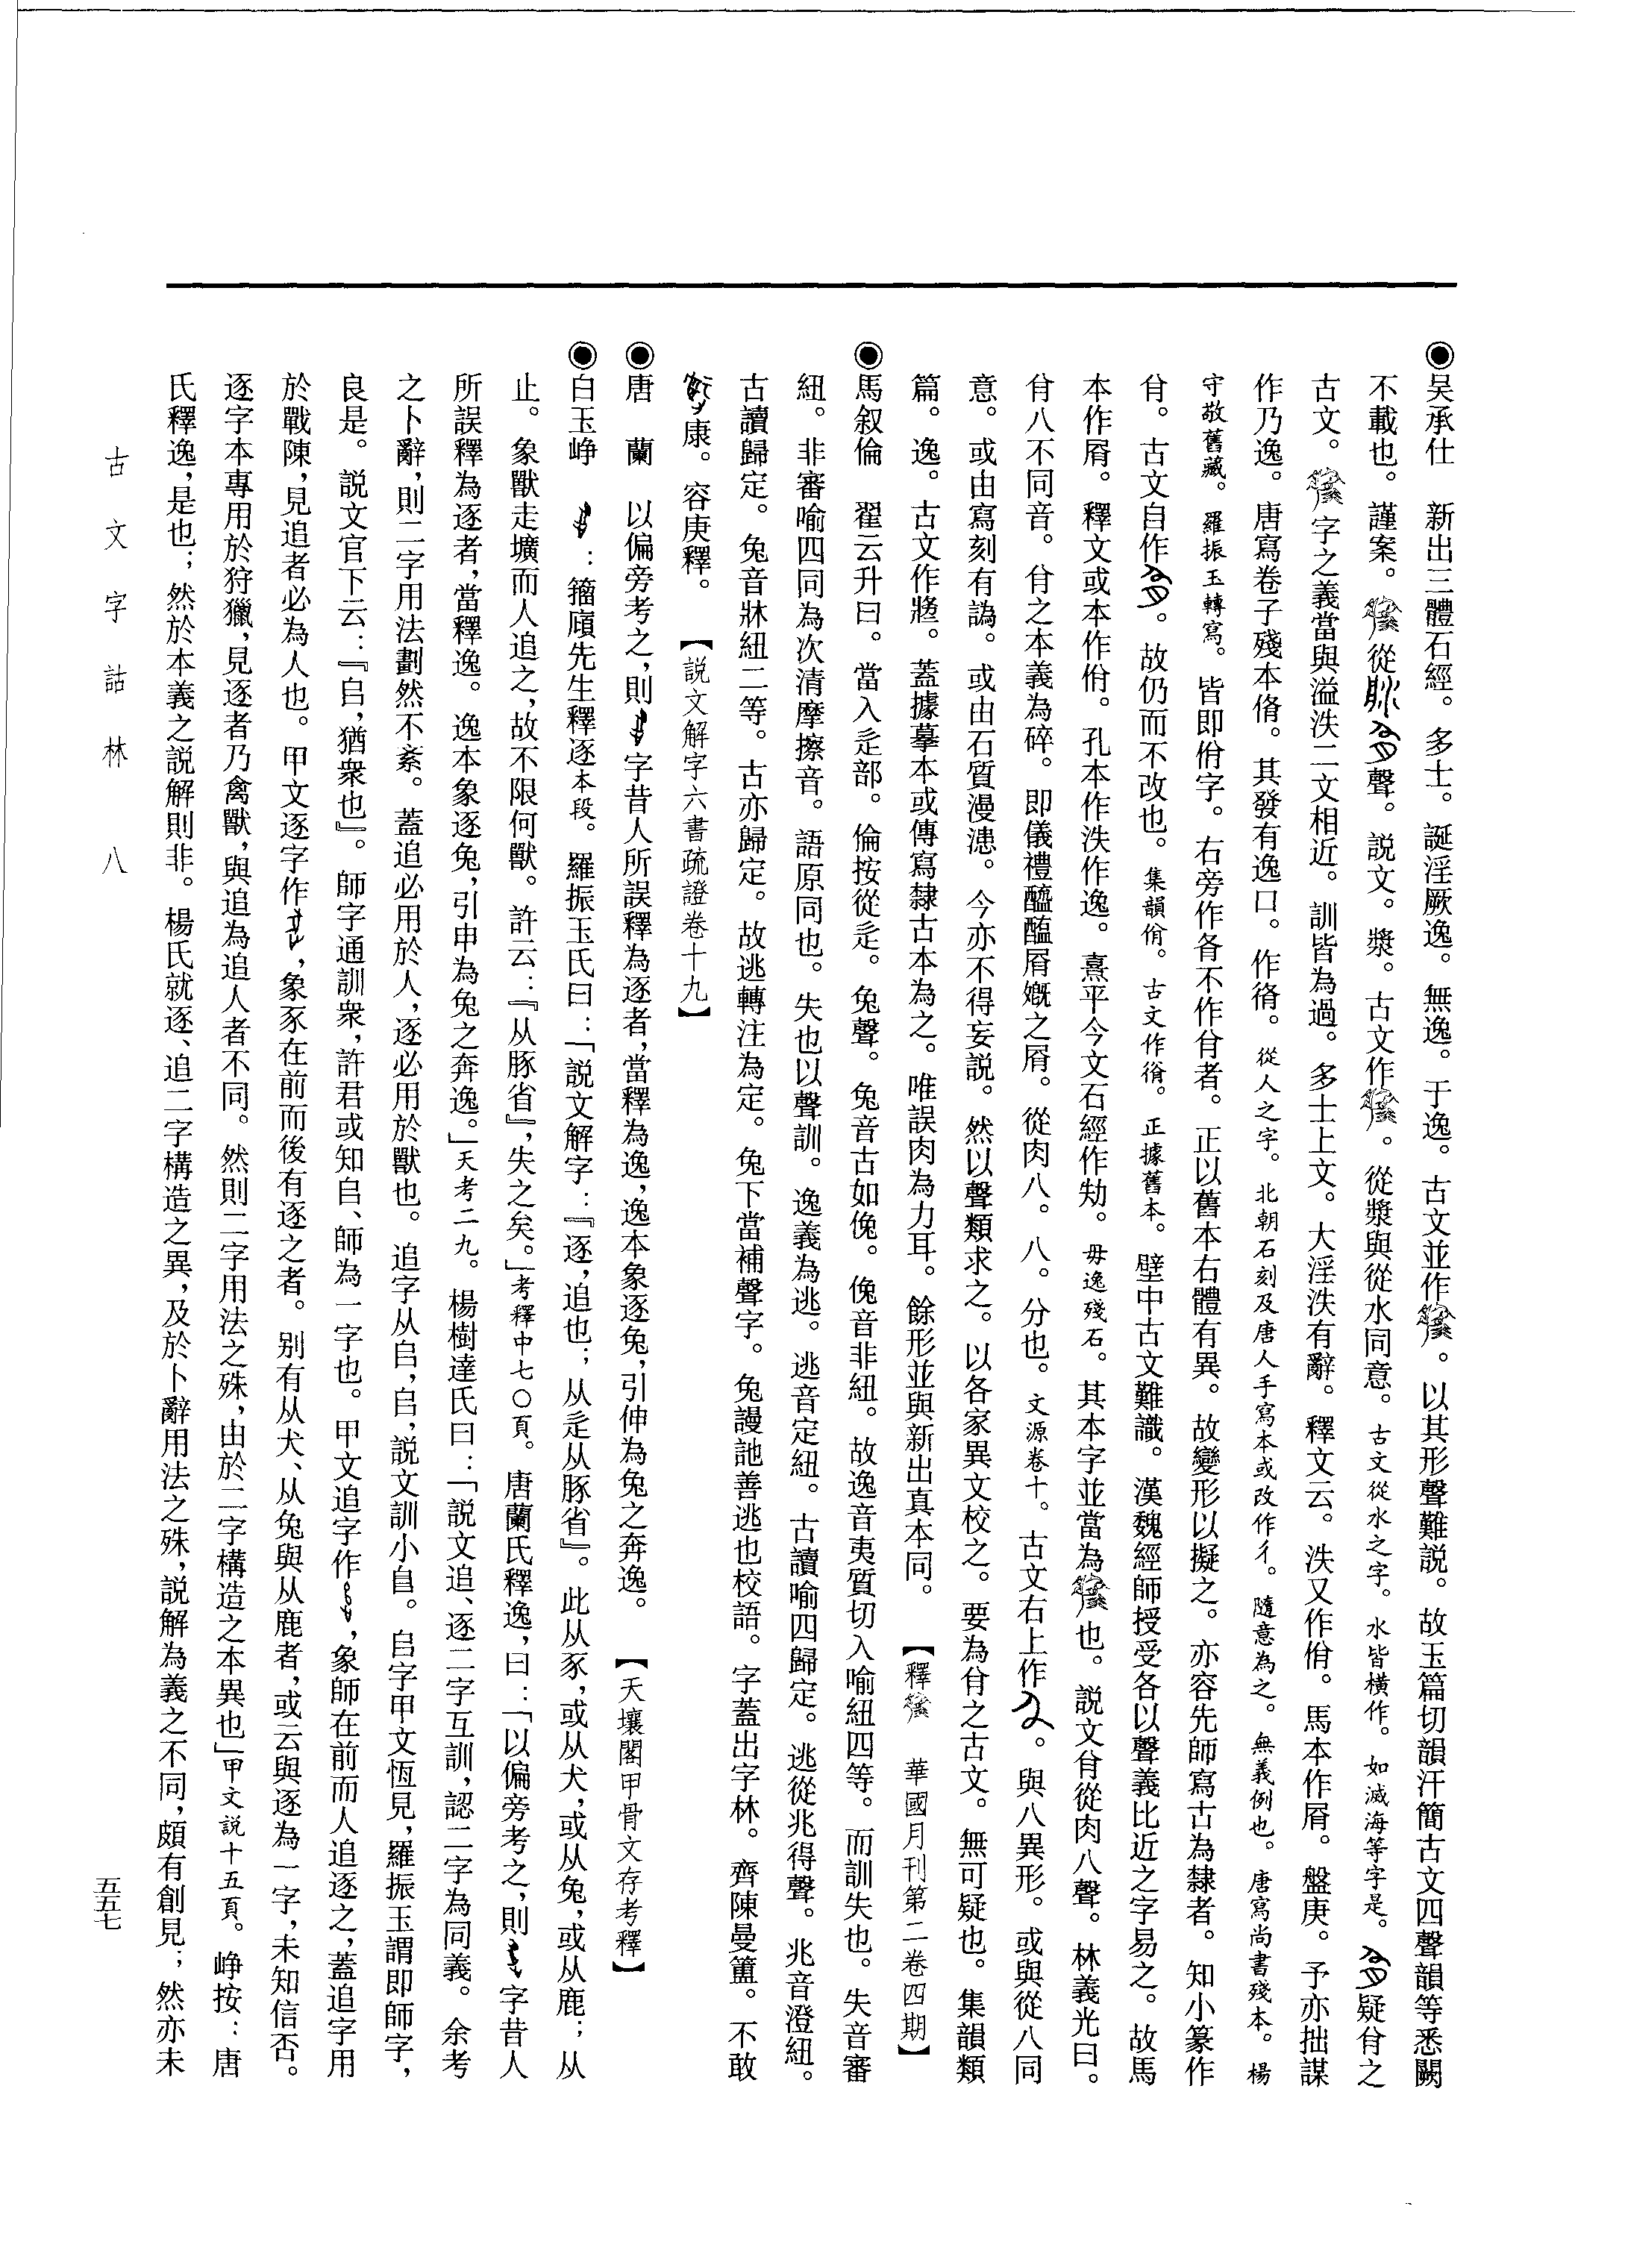 ◉吴承仕　新出三體石經。多士。誕淫厥逸。無逸。于逸。古文並作。以其形聲難説。故玉篇切韻汗簡古文四聲韻等悉闕
不載也。謹案。從聲。説文。漿。古文作。從漿與從水同意。古文從水之字。水皆橫作。如滅海等字是。疑㑶之
古文。字之義當與溢泆二文相近。訓皆為過。多士上文。大淫泆有辭。釋文云。泆又作佾。馬本作屑。盤庚。予亦拙謀
作乃逸。唐寫卷子殘本偹。其發有逸口。作㣯。從人之字。北朝石刻及唐人手寫本或改作彳。隨意為之。無義例也。唐寫尚書殘本。楊
守敬舊藏。羅振玉轉寫。皆即佾字。右旁作㕯不作㑶者。正以舊本右體有異。故變形以擬之。亦容先師寫古為隸者。知小篆作
㑶。古文自作。故仍而不改也。集韻佾。古文作㣯。正據舊本。壁中古文難識。漢魏經師授受各以聲義比近之字易之。故馬
本作屑。釋文或本作佾。孔本作泆作逸。熹平今文石經作劮。毋逸殘石。其本字並當為也。説文㑶從肉八聲。林義光曰。
㑶八不同音。㑶之本義為碎。即儀禮醯醢屑嘅之屑。從肉八。八。分也。文源卷十。古文右上作。與八異形。或與從八同
意。或由寫刻有譌。或由石質漫漶。今亦不得妄説。然以聲類求之。以各家異文校之。要為㑶之古文。無可疑也。集韻類
篇。逸。古文作。蓋據摹本或傳寫隸古本為之。唯誤肉為力耳。餘形並與新出真本同。　【釋　華國月刊第二卷四期】
◉馬叙倫　翟云升曰。當入辵部。倫按從辵。兔聲。兔音古如俛。俛音非紐。故逸音夷質切入喻紐四等。而訓失也。失音審
紐。非審喻四同為次清摩擦音。語原同也。失也以聲訓。逸義為逃。逃音定紐。古讀喻四歸定。逃從兆得聲。兆音澄紐。
古讀歸定。兔音牀紐二等。古亦歸定。故逃轉注為定。兔下當補聲字。兔謾訑善逃也校語。字蓋出字林。齊陳曼簠。不敢
康。容庚釋。　【説文解字六書疏證卷十九】
◉唐　蘭　以偏旁考之，則字昔人所誤釋為逐者，當釋為逸，逸本象逐兔，引伸為兔之奔逸。　【天壤閣甲骨文存考釋】
◉白玉崢　：籀廎先生釋逐本段。羅振玉氏曰：「説文解字：『逐，追也；从辵从豚省』。此从豕，或从犬，或从兔，或从鹿；从
止。象獸走壙而人追之，故不限何獸。許云：『从豚省』，失之矣。」考釋中七〇頁。唐蘭氏釋逸，曰：「以偏旁考之，則字昔人
所誤釋為逐者，當釋逸。逸本象逐兔，引申為兔之奔逸。」天考二九。楊樹達氏曰：「説文追、逐二字互訓，認二字為同義。余考
之卜辭，則二字用法劃然不紊。蓋追必用於人，逐必用於獸也。追字从𠂤，𠂤，説文訓小𠂤。𠂤字甲文恆見，羅振玉謂即師字，
良是。説文官下云：『𠂤，猶衆也』。師字通訓衆，許君或知𠂤、師為一字也。甲文追字作，象師在前而人追逐之，蓋追字用
於戰陳，見追者必為人也。甲文逐字作，象豕在前而後有逐之者。别有从犬、从兔與从鹿者，或云與逐為一字，未知信否。
逐字本專用於狩獵，見逐者乃禽獸，與追為追人者不同。然則二字用法之殊，由於二字構造之本異也」甲文説十五頁。崢按：唐
氏釋逸，是也；然於本義之説解則非。楊氏就逐、追二字構造之異，及於卜辭用法之殊，説解為義之不同，頗有創見；然亦未
古文字詁林　八
五五七